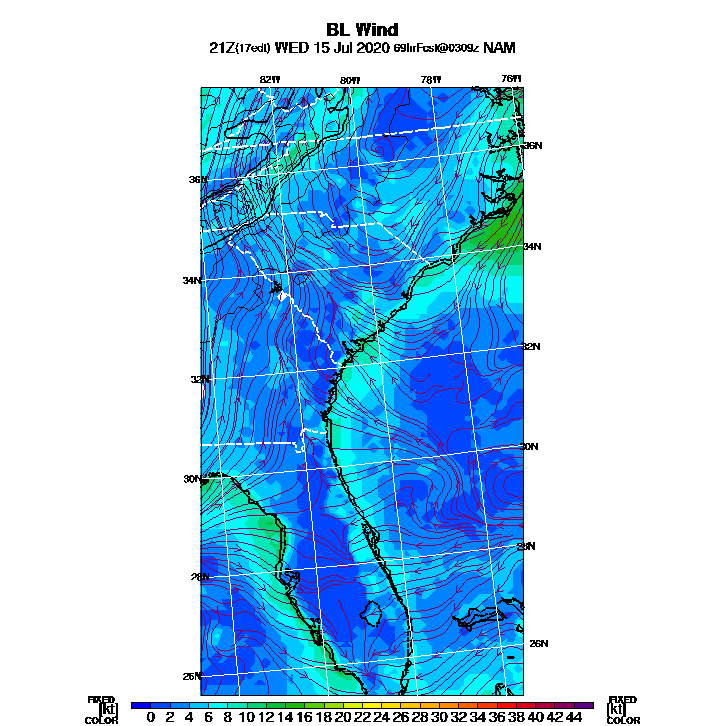 BL Wind
21Z(17edt) WED 15 Jul 2020 69hrFcst@0309z NAM
82W 80W 78W 76W
36N
36N
34N
34N
32N
32N
30N
30N
28N
28N
26N
26N
FIXED FIXED
[kt] 0 2 4 6 8 10 12 14 16 18 20 22 24 26 28 30 32 34 36 38 40 42 44 [kt]
COLOR COLOR